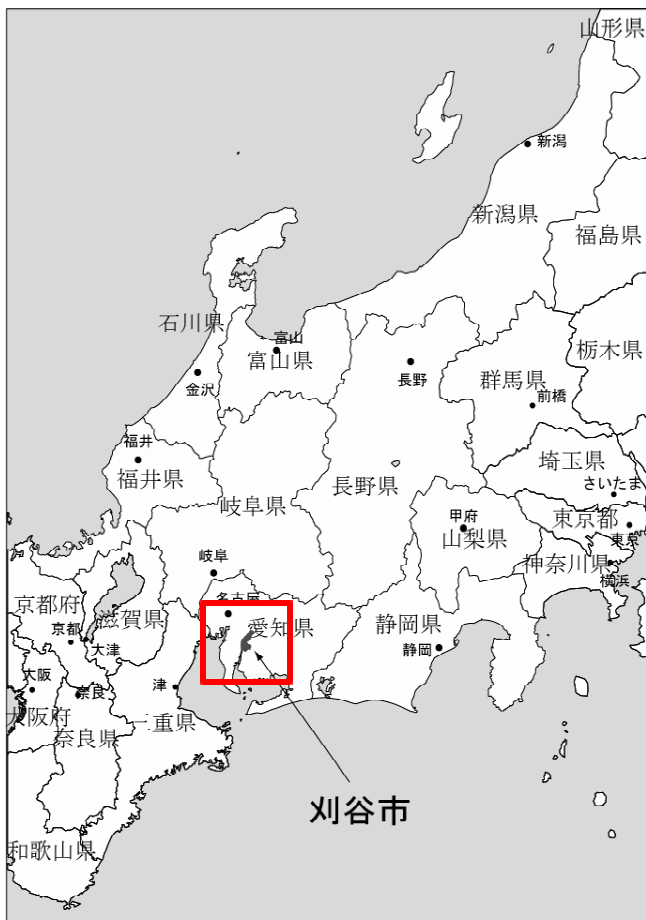 山形県
新潟
新潟県
福島県
石川県
富山
富山県
栃木県
長野
群馬県
金沢
前橋
福井
埼玉県
福井県
長野県
さいたま
岐阜県
甲府
東京都
山梨県
東京
岐阜
神奈川県
横浜
京都府
滋賀県
名古屋
愛知県
静岡県
京都
大津
静岡
大阪
奈良
津
大阪府
三重県
奈良県
刈谷市
和歌山県